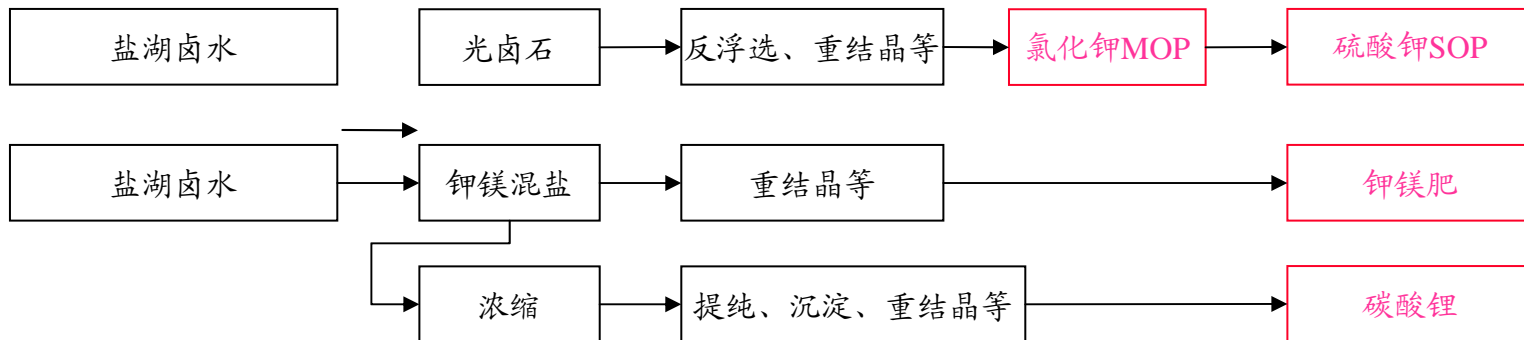 盐湖卤水
光卤石
反浮选、重结晶等
氯化钾MOP
硫酸钾SOP
盐湖卤水
钾镁混盐
重结晶等
钾镁肥
浓缩
提纯、沉淀、重结晶等
碳酸锂